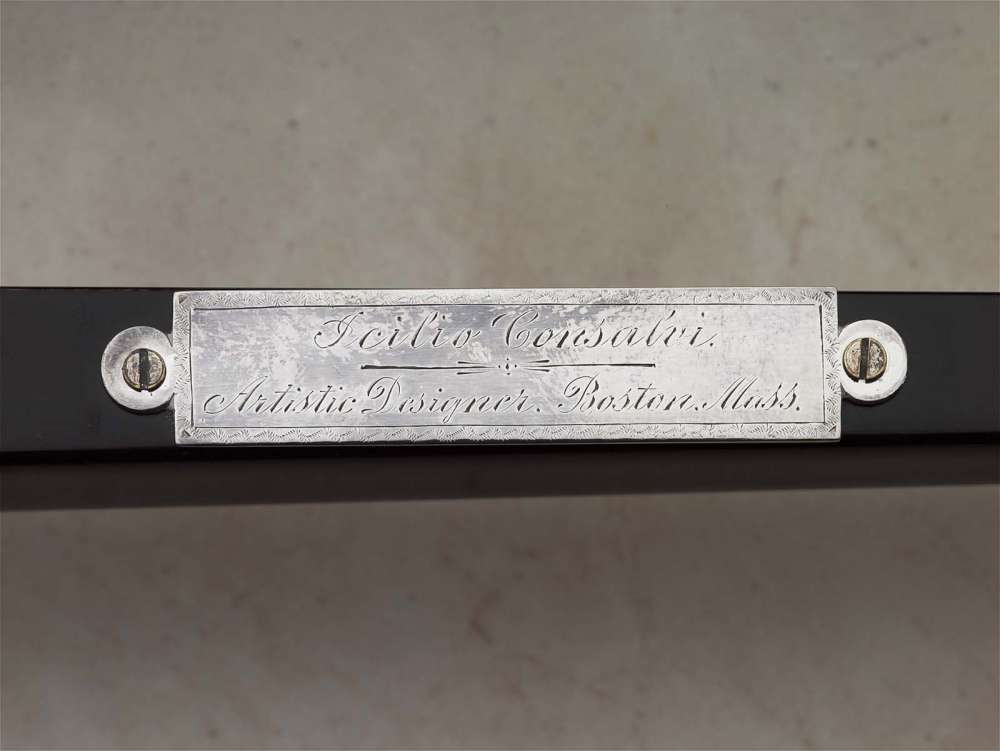 Icilio Consalvi.
Artistic Designer. Boston. Mass.